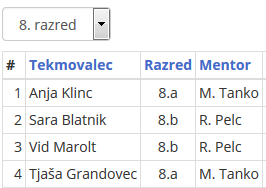 8. razred
# Tekmovalec Razred Mentor
1 Anja Klinc 8.a M. Tanko
2 Sara Blatnik 8.b R. Pelc
3 Vid Marolt 8.b R. Pelc
4 Tjaša Grandovec 8.a M. Tanko